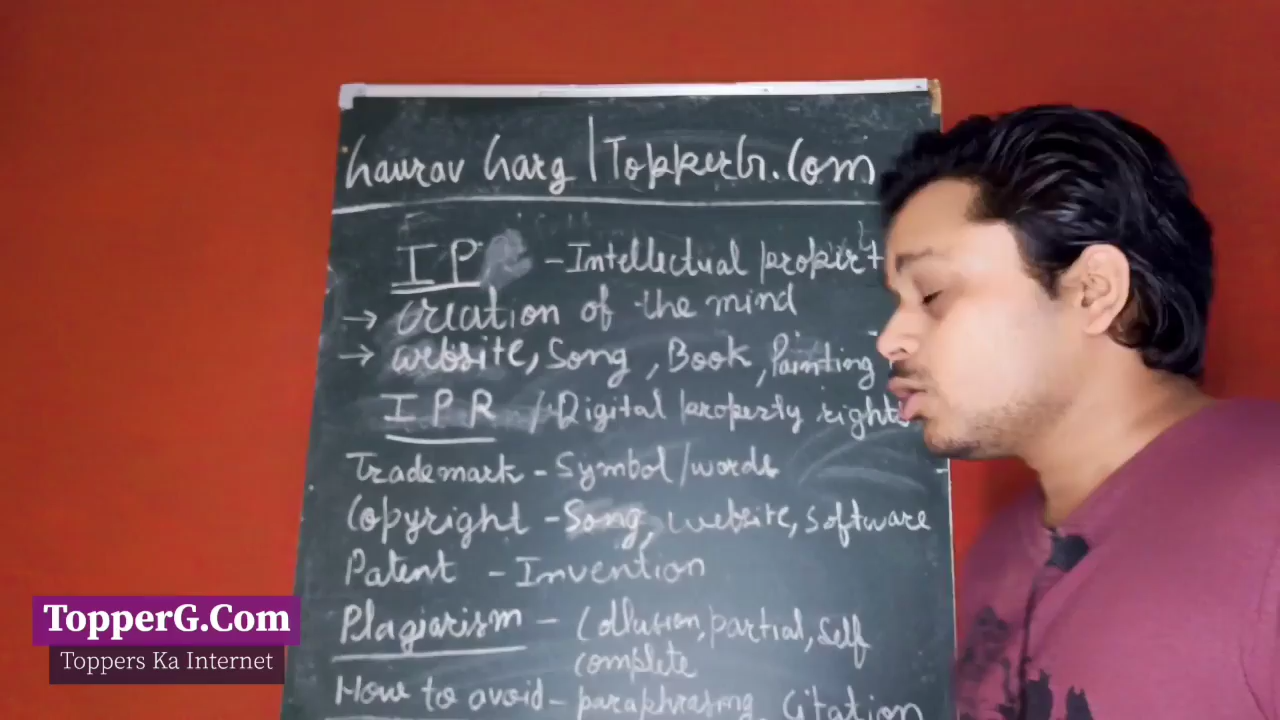 Gaurav Garg | TopperG.Com
IP - Intellectual propert
→ Creation of the mind
→ website, Song, Book, Painting
IPR / Digital property rights
Trademark - Symbol/words
Copyright - Song, website, Software
Patent - Invention
Plagiarism - Collusion, partial, Self
complete
How to avoid - paraphrasing, Citation
TopperG.Com
Toppers Ka Internet